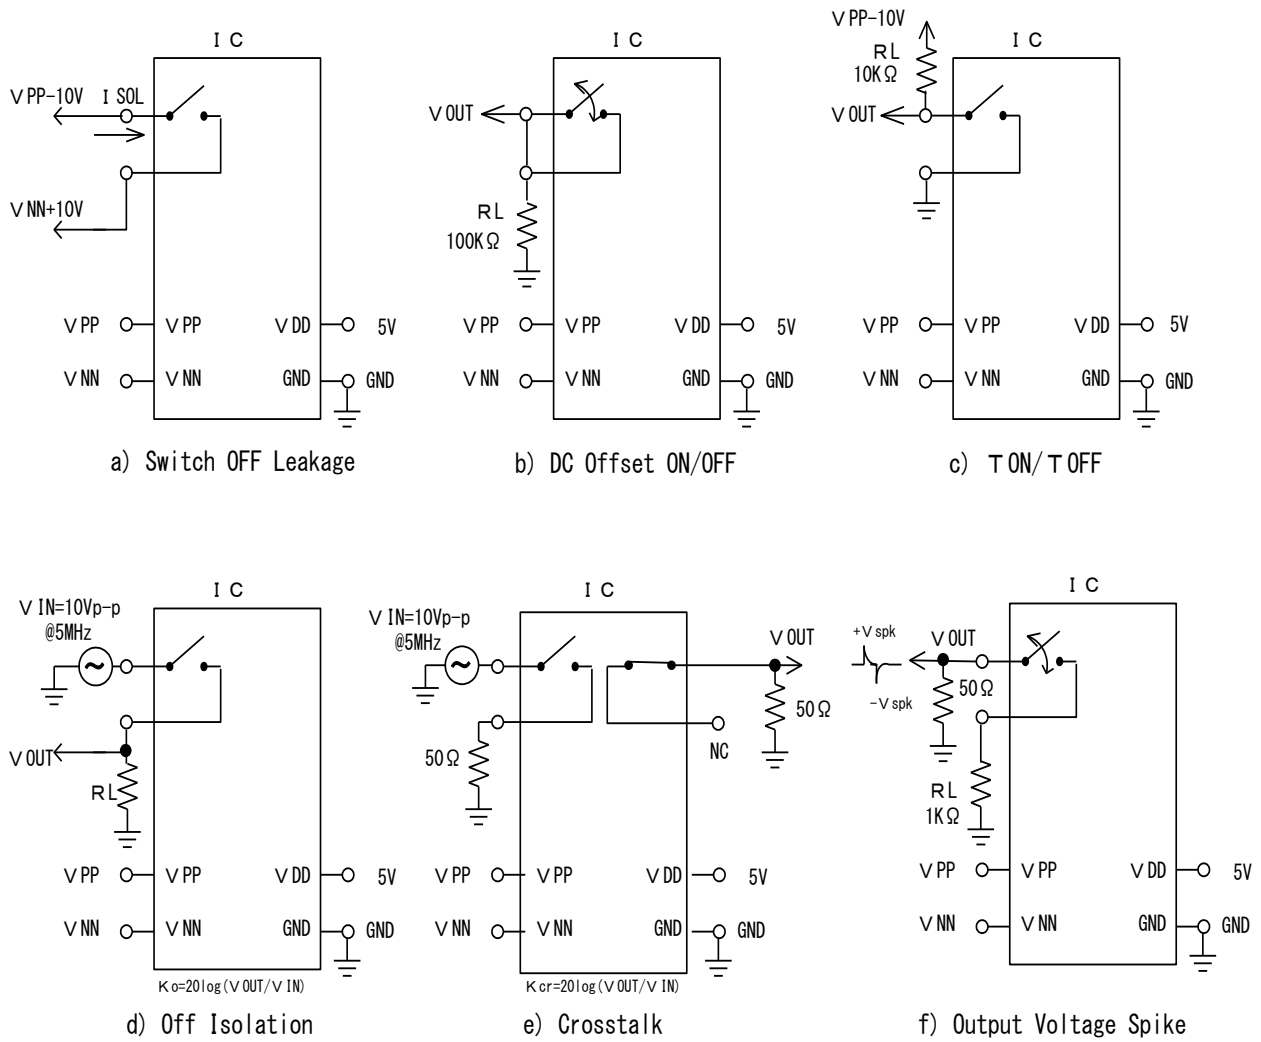 IC
VPP-10V
ISOL
VNN+10V
VPP
VPP
VDD
5V
VNN
VNN
GND
GND
a) Switch OFF Leakage
IC
VOUT
RL
100KΩ
VPP
VPP
VDD
5V
VNN
VNN
GND
GND
b) DC Offset ON/OFF
VPP-10V
IC
RL
10KΩ
VOUT
VPP
VPP
VDD
5V
VNN
VNN
GND
GND
c) TON/TOFF
IC
VIN=10Vp-p
@5MHz
~
VOUT
RL
VPP
VPP
VDD
5V
VNN
VNN
GND
GND
Ko=20log(VOUT/VIN)
d) Off Isolation
IC
VIN=10Vp-p
@5MHz
~
VOUT
50Ω
NC
50Ω
VPP
VPP
VDD
5V
VNN
VNN
GND
GND
Kcr=20log(VOUT/VIN)
e) Crosstalk
IC
+Vspk
VOUT
50Ω
-Vspk
RL
1KΩ
VPP
VPP
VDD
5V
VNN
VNN
GND
GND
f) Output Voltage Spike